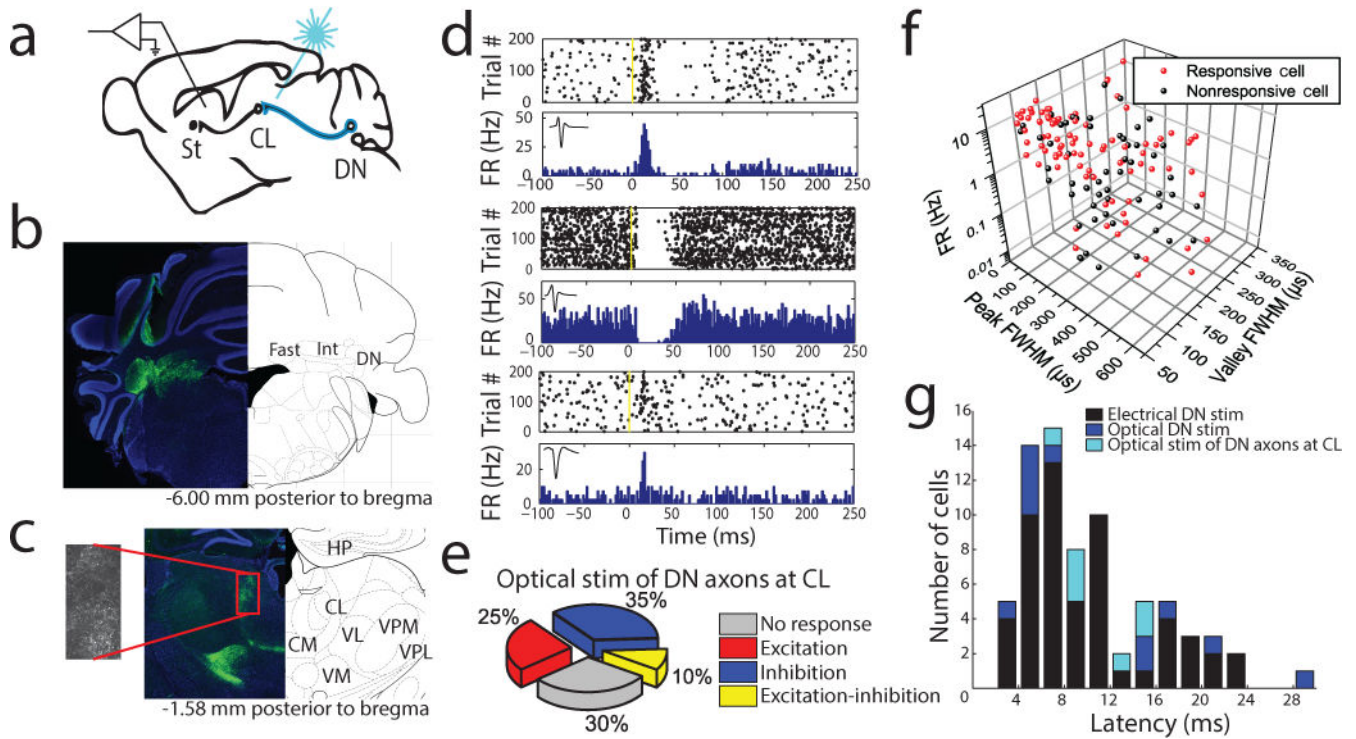 a
St
CL
DN
b
Fast
Int
DN
-6.00 mm posterior to bregma
c
HP
CL
CM
VL
VPM
VPL
VM
-1.58 mm posterior to bregma
d
Trial #
200
100
0
FR (Hz)
50
25
0
-100 -50 0 50 100 150 200 250
Trial #
200
100
0
FR (Hz)
50
0
-100 -50 0 50 100 150 200 250
Trial #
200
100
0
FR (Hz)
20
0
-100 -50 0 50 100 150 200 250
Time (ms)
e
Optical stim of DN axons at CL
25%
35%
10%
30%
No response
Excitation
Inhibition
Excitation-inhibition
f
Responsive cell
Nonresponsive cell
FR (Hz)
10
1
0.1
0.01
0 100 200 300 400 500 600
Peak FWHM (μs)
50 100 150 200 250 300 350
Valley FWHM (μs)
g
Electrical DN stim
Optical DN stim
Optical stim of DN axons at CL
Number of cells
16
14
12
10
8
6
4
2
0
4 8 12 16 20 24 28
Latency (ms)